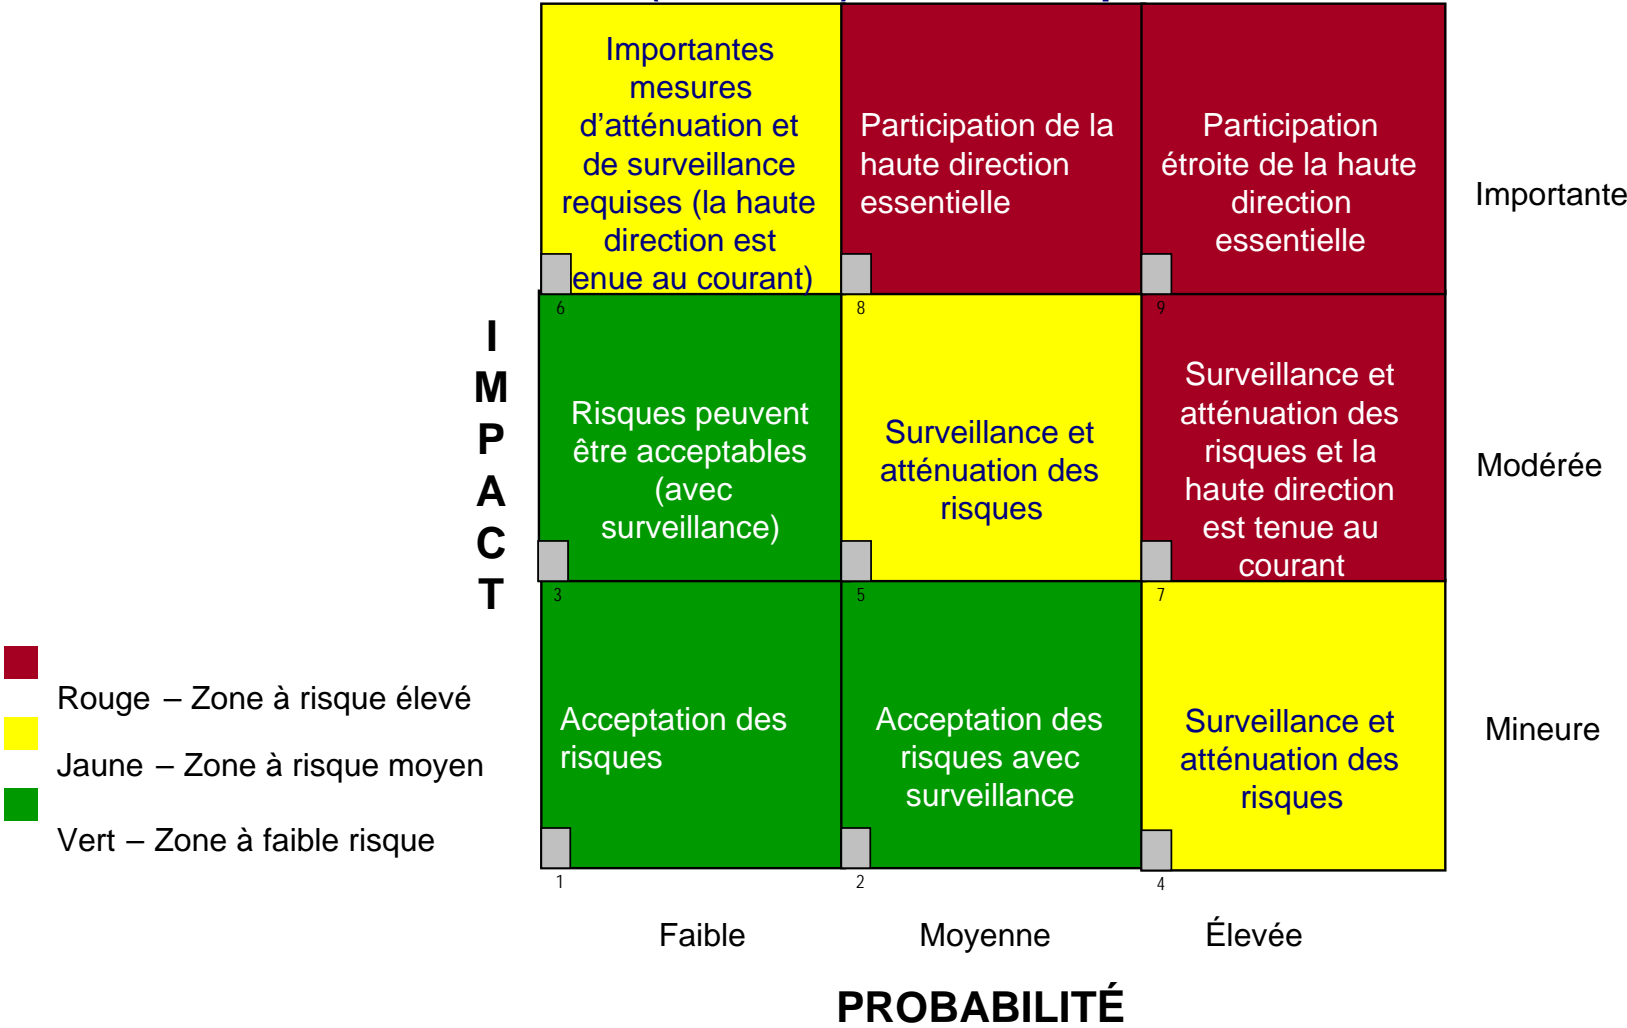 Importantes
mesures
d'atténuation et
de surveillance
requises (la haute
direction est
enue au courant)
6
Participation de la
haute direction
essentielle
8
Participation
étroite de la haute
direction
essentielle
9
Importante
I
M
P
A
C
T
Risques peuvent
être acceptables
(avec
surveillance)
3
Surveillance et
atténuation des
risques
5
Surveillance et
atténuation des
risques et la
haute direction
est tenue au
courant
7
Modérée
Acceptation des
risques
1
Acceptation des
risques avec
surveillance
2
Surveillance et
atténuation des
risques
4
Mineure
Rouge – Zone à risque élevé
Jaune – Zone à risque moyen
Vert – Zone à faible risque
Faible
Moyenne
Élevée
PROBABILITÉ